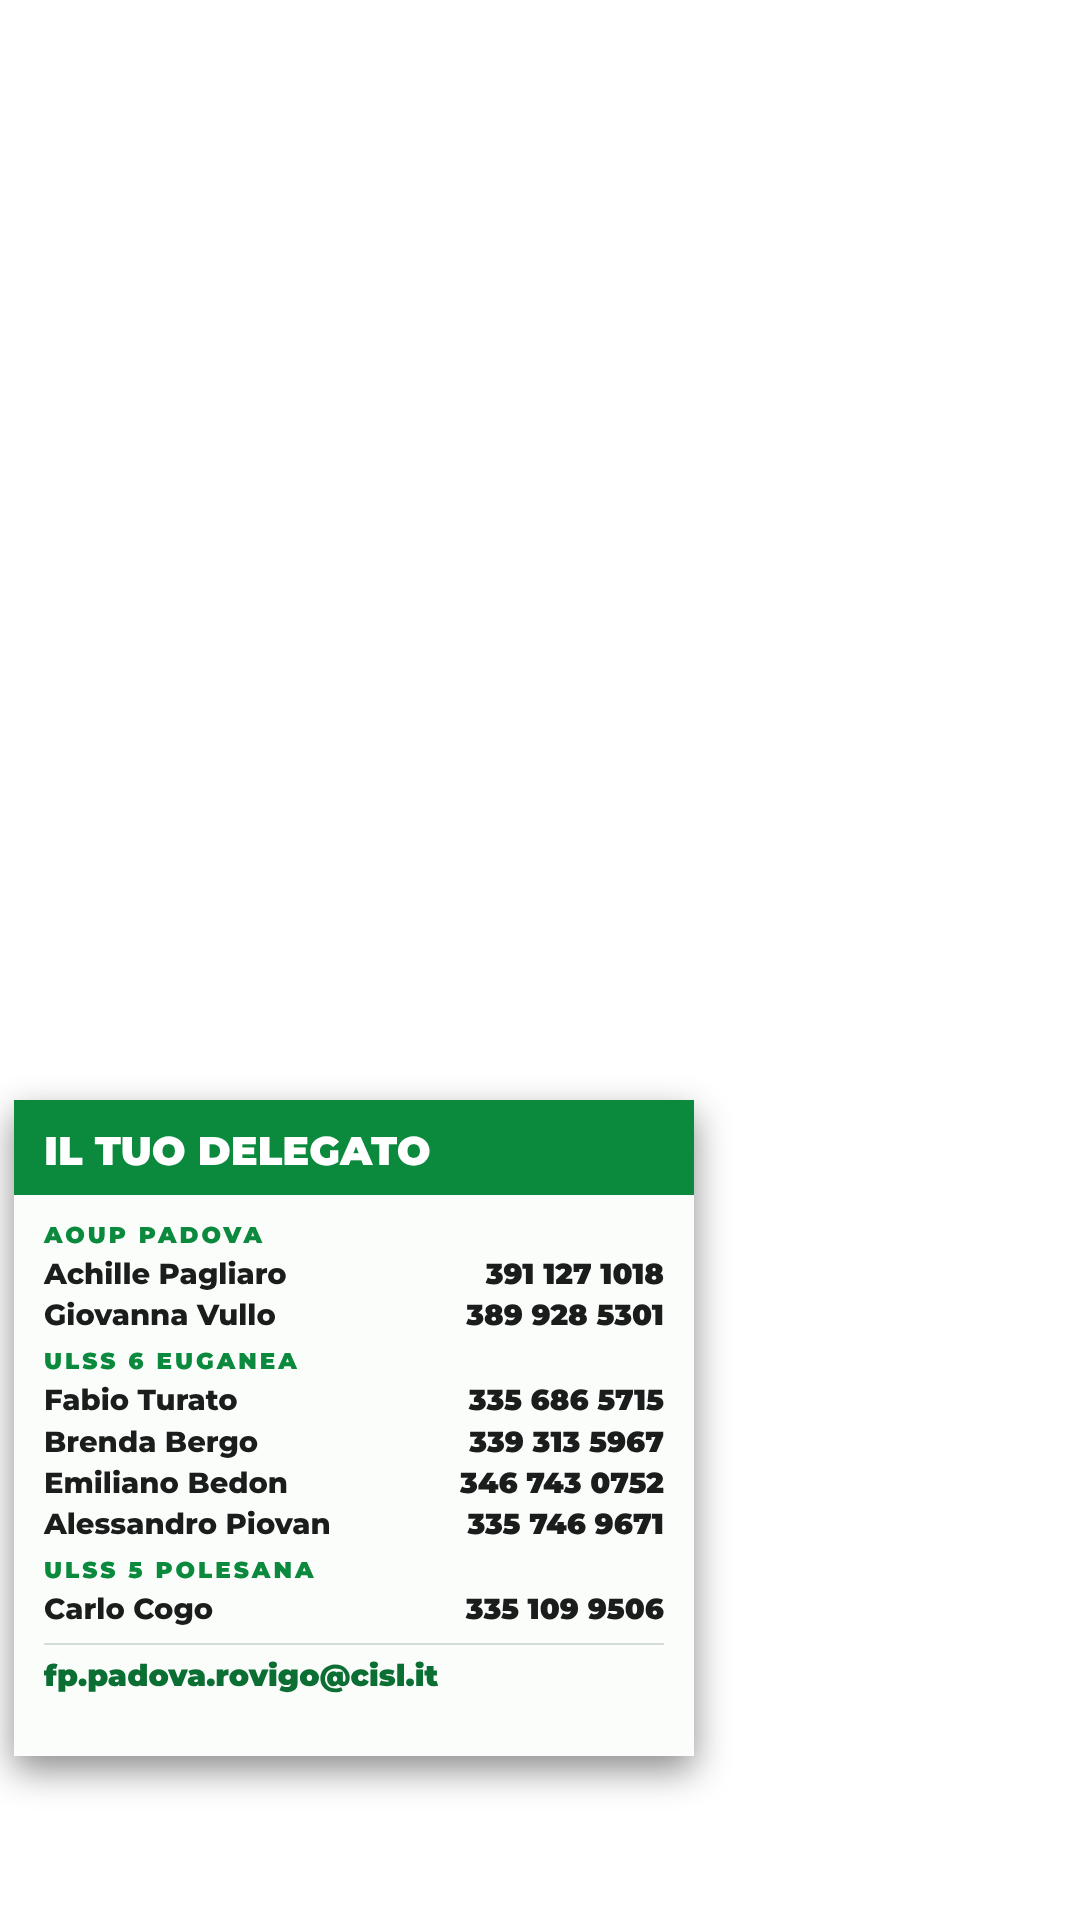 IL TUO DELEGATO
AOUP PADOVA
Achille Pagliaro 391 127 1018
Giovanna Vullo 389 928 5301
ULSS 6 EUGANEA
Fabio Turato 335 686 5715
Brenda Bergo 339 313 5967
Emiliano Bedon 346 743 0752
Alessandro Piovan 335 746 9671
ULSS 5 POLESANA
Carlo Cogo 335 109 9506
fp.padova.rovigo@cisl.it